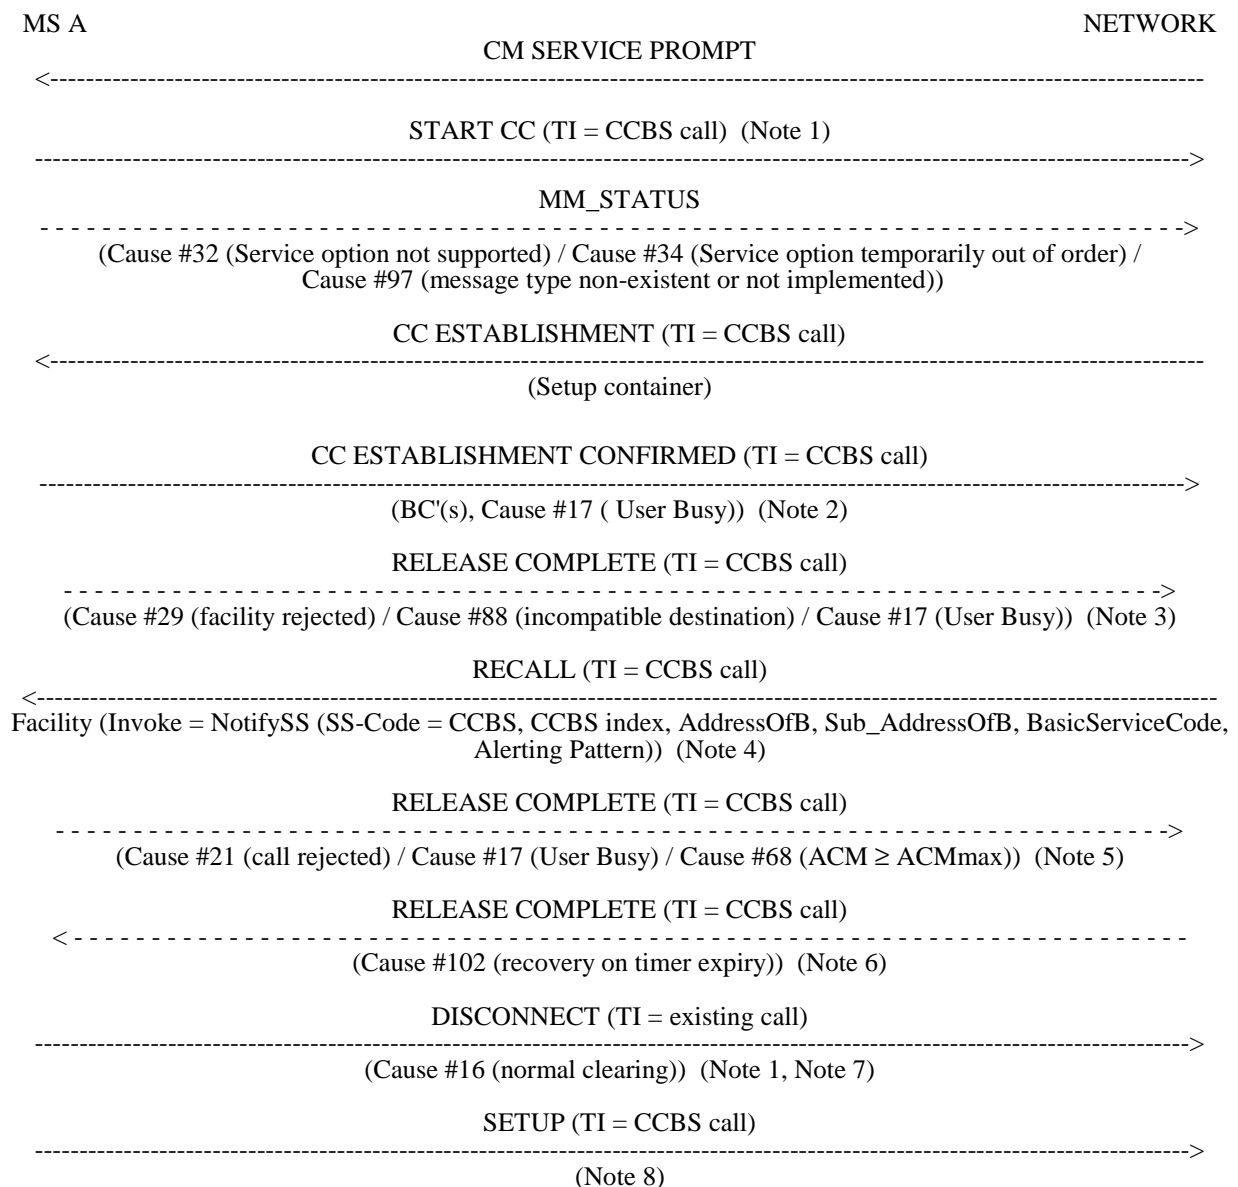 MS A NETWORK
CM SERVICE PROMPT
<------------------------------------------------------------------------------------------------------------------------------------
START CC (TI = CCBS call) (Note 1)
------------------------------------------------------------------------------------------------------------------------------------>
MM_STATUS
- - - - - - - - - - - - - - - - - - - - - - - - - - - - - - - - - - - - - - - - - - - - - - - - - - - - - - - - - - - - - - - - - - - - - - - - - ->
(Cause #32 (Service option not supported) / Cause #34 (Service option temporarily out of order) /
Cause #97 (message type non-existent or not implemented))
CC ESTABLISHMENT (TI = CCBS call)
<------------------------------------------------------------------------------------------------------------------------------------
(Setup container)
CC ESTABLISHMENT CONFIRMED (TI = CCBS call)
------------------------------------------------------------------------------------------------------------------------------------>
(BC'(s), Cause #17 ( User Busy)) (Note 2)
RELEASE COMPLETE (TI = CCBS call)
- - - - - - - - - - - - - - - - - - - - - - - - - - - - - - - - - - - - - - - - - - - - - - - - - - - - - - - - - - - - - - - - - - - - - - ->
(Cause #29 (facility rejected) / Cause #88 (incompatible destination) / Cause #17 (User Busy)) (Note 3)
RECALL (TI = CCBS call)
<---------------------------------------------------------------------------------------------------------------------------------------
Facility (Invoke = NotifySS (SS-Code = CCBS, CCBS index, AddressOfB, Sub_AddressOfB, BasicServiceCode,
Alerting Pattern)) (Note 4)
RELEASE COMPLETE (TI = CCBS call)
- - - - - - - - - - - - - - - - - - - - - - - - - - - - - - - - - - - - - - - - - - - - - - - - - - - - - - - - - - - - - - - - - - - - - - - ->
(Cause #21 (call rejected) / Cause #17 (User Busy) / Cause #68 (ACM ≥ ACMmax)) (Note 5)
RELEASE COMPLETE (TI = CCBS call)
< - - - - - - - - - - - - - - - - - - - - - - - - - - - - - - - - - - - - - - - - - - - - - - - - - - - - - - - - - - - - - - - - - - - - - - -
(Cause #102 (recovery on timer expiry)) (Note 6)
DISCONNECT (TI = existing call)
------------------------------------------------------------------------------------------------------------------------------------>
(Cause #16 (normal clearing)) (Note 1, Note 7)
SETUP (TI = CCBS call)
------------------------------------------------------------------------------------------------------------------------------------>
(Note 8)